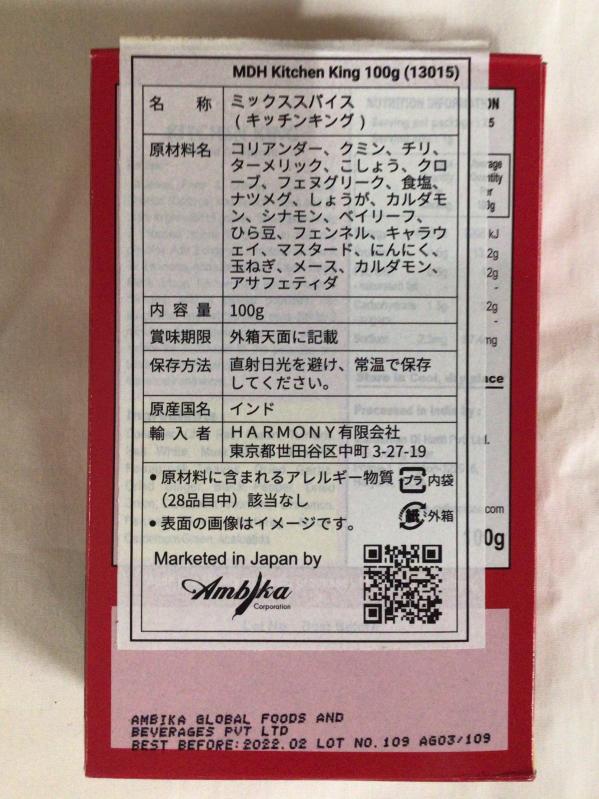 MDH Kitchen King 100g (13015)
名 称 ミックススパイス
(キッチンキング)
原材料名 コリアンダー、クミン、チリ、
ターメリック、こしょう、クロ
ーブ、フェヌグリーク、食塩、
ナツメグ、しょうが、カルダモ
ン、シナモン、ベイリーフ、
ひら豆、フェンネル、キャラウ
ェイ、マスタード、にんにく、
玉ねぎ、メース、カルダモン、
アサフェティダ
内 容 量 100g
賞味期限 外箱天面に記載
保存方法 直射日光を避け、常温で保存
してください。
原産国名 インド
輸 入 者 HARMONY有限会社
東京都世田谷区中町 3-27-19
•原材料に含まれるアレルギー物質
(28品目中)該当なし
•表面の画像はイメージです。
プラ 内袋
紙 外箱
Marketed in Japan by
Ambika
Corporation
AMBIKA GLOBAL FOODS AND
BEVERAGES PVT LTD
BEST BEFORE:2022.02 LOT NO.109 AG03/109